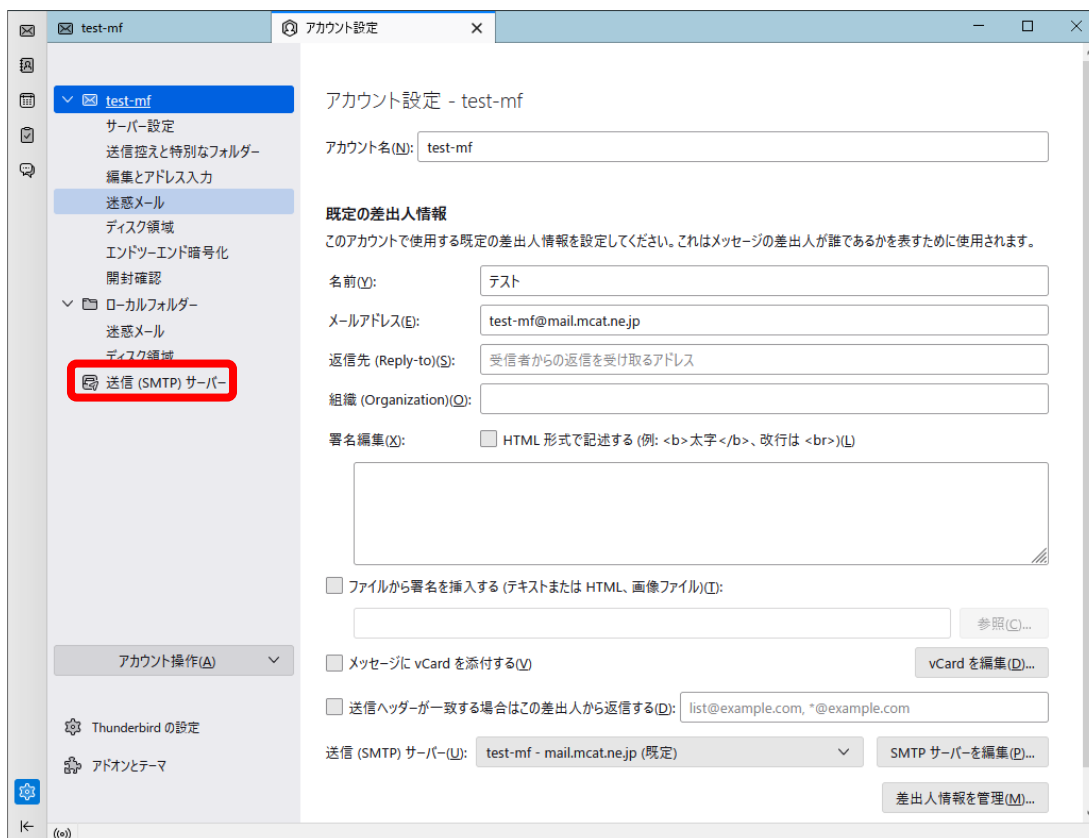 test-mf
アカウント設定
test-mf
サーバー設定
送信控えと特別なフォルダー
編集とアドレス入力
迷惑メール
ディスク領域
エンドツーエンド暗号化
開封確認
ローカルフォルダー
迷惑メール
ディスク領域
送信 (SMTP) サーバー
アカウント操作(A)
Thunderbird の設定
アドオンとテーマ
アカウント設定 - test-mf
アカウント名(N): test-mf
既定の差出人情報
このアカウントで使用する既定の差出人情報を設定してください。これはメッセージの差出人が誰であるかを表すために使用されます。
名前(Y): テスト
メールアドレス(E): test-mf@mail.mcat.ne.jp
返信先 (Reply-to)(S): 受信者からの返信を受け取るアドレス
組織 (Organization)(O):
署名編集(X): HTML 形式で記述する (例: <b>太字</b>、改行は <br>)(L)
ファイルから署名を挿入する (テキストまたは HTML、画像ファイル)(T):
参照(C)...
メッセージに vCard を添付する(V) vCard を編集(D)...
送信ヘッダーが一致する場合はこの差出人から返信する(D): list@example.com, *@example.com
送信 (SMTP) サーバー(U): test-mf - mail.mcat.ne.jp (既定) SMTP サーバーを編集(P)...
差出人情報を管理(M)...